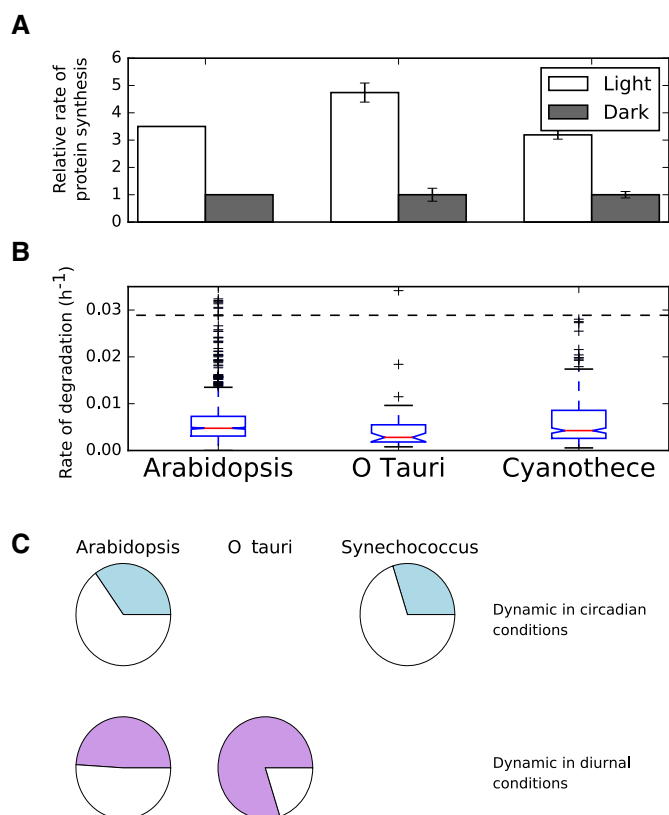 A
Relative rate of
protein synthesis
6
5
4
3
2
1
0
Light
Dark
B
Rate of degradation (h-1)
0.03
0.02
0.01
0.00
Arabidopsis
O Tauri
Cyanothece
C
Arabidopsis
O tauri
Synechococcus
Dynamic in circadian
conditions
Dynamic in diurnal
conditions